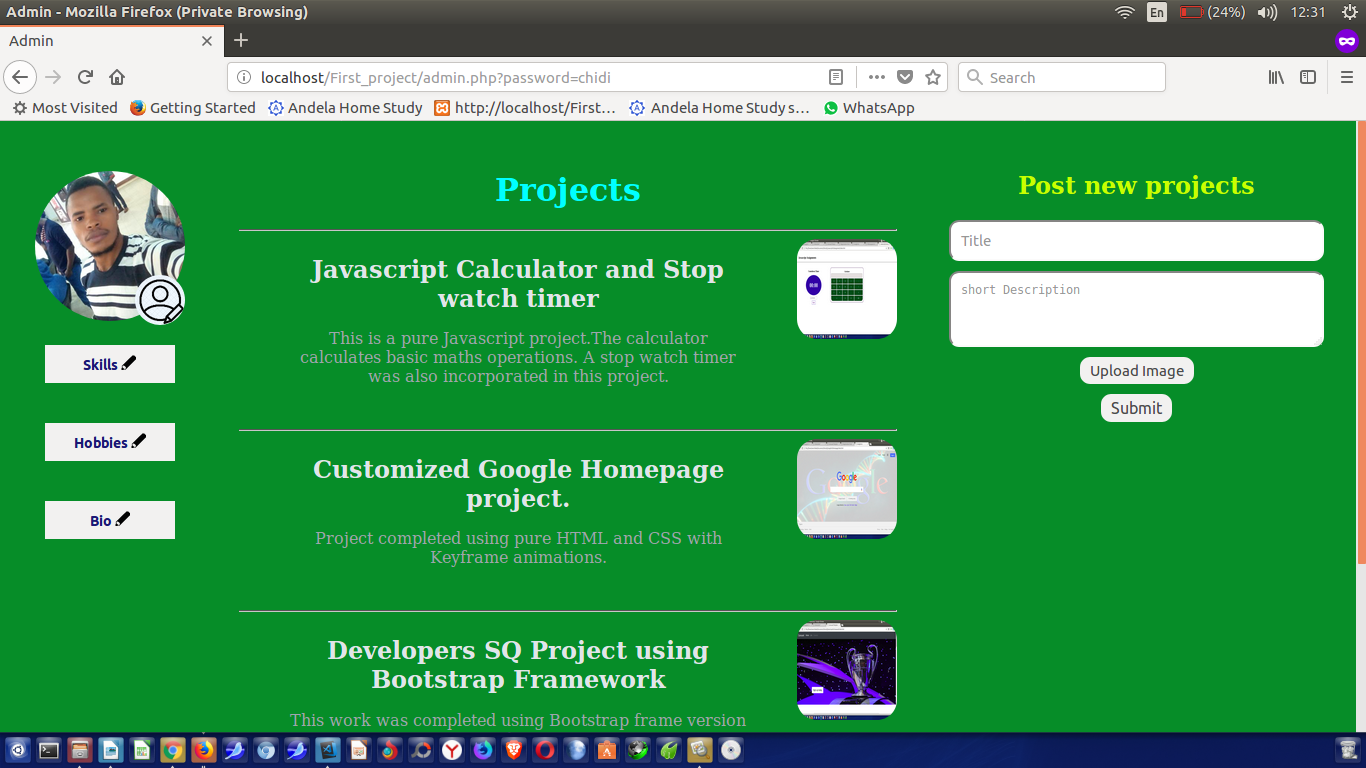 Admin - Mozilla Firefox (Private Browsing)
En
(24%)
12:31
Admin
localhost/First_project/admin.php?password=chidi
Search
Most Visited
Getting Started
Andela Home Study
http://localhost/First…
Andela Home Study s…
WhatsApp
Projects
Post new projects
Title
short Description
Upload Image
Submit
Skills
Hobbies
Bio
Javascript Calculator and Stop
watch timer
This is a pure Javascript project.The calculator
calculates basic maths operations. A stop watch timer
was also incorporated in this project.
Customized Google Homepage
project.
Project completed using pure HTML and CSS with
Keyframe animations.
Google
Developers SQ Project using
Bootstrap Framework
This work was completed using Bootstrap frame version